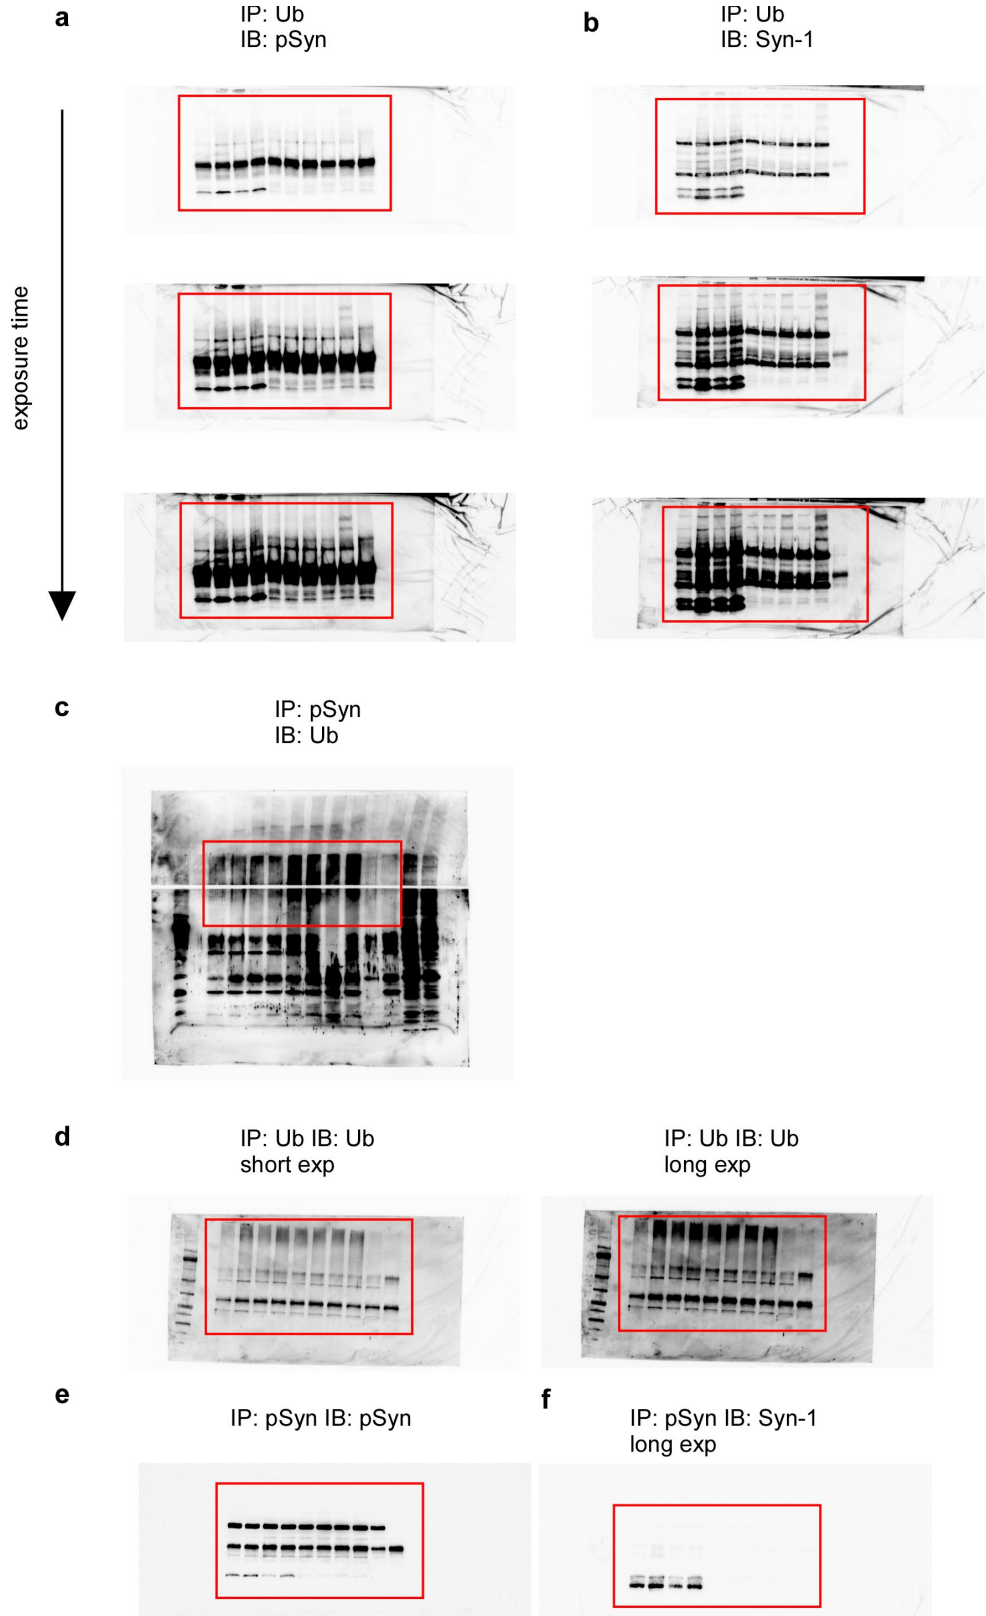 a
IP: Ub
IB: pSyn
b
IP: Ub
IB: Syn-1
exposure time
c
IP: pSyn
IB: Ub
d
IP: Ub IB: Ub
short exp
IP: Ub IB: Ub
long exp
e
IP: pSyn IB: pSyn
f
IP: pSyn IB: Syn-1
long exp